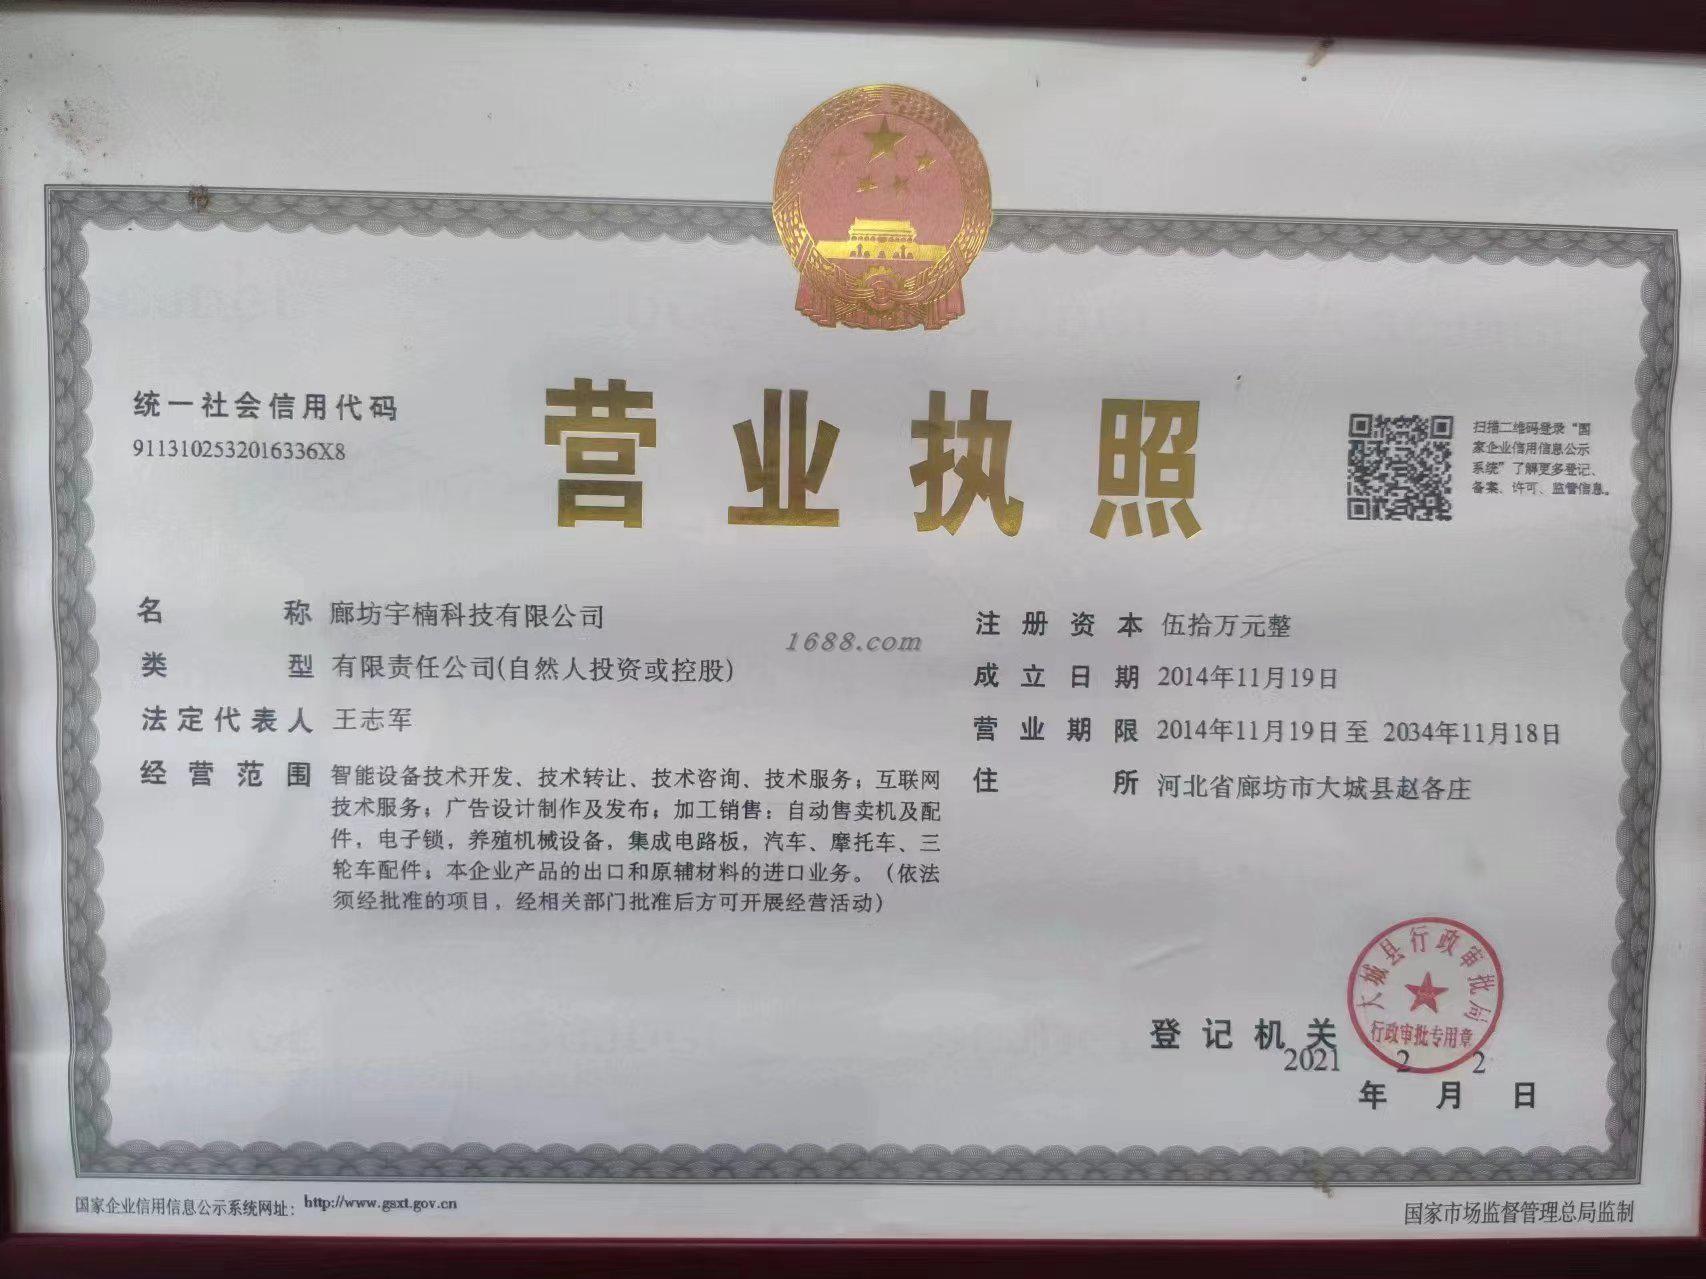 统一社会信用代码
9113102532016336X8
营业执照
扫描二维码登录“国
家企业信用信息公示
系统”了解更多登记、
备案、许可、监管信息。
名称 廊坊宇楠科技有限公司
类型 有限责任公司(自然人投资或控股)
法定代表人 王志军
经营范围 智能设备技术开发、技术转让、技术咨询、技术服务；互联网
技术服务；广告设计制作及发布；加工销售：自动售卖机及配
件，电子锁，养殖机械设备，集成电路板，汽车、摩托车、三
轮车配件；本企业产品的出口和原辅材料的进口业务。（依法
须经批准的项目，经相关部门批准后方可开展经营活动）
1688.com
注册资本 伍拾万元整
成立日期 2014年11月19日
营业期限 2014年11月19日至 2034年11月18日
住所 河北省廊坊市大城县赵各庄
大城县行政审批局
行政审批专用章
登记机关
2021 年 2 月 2 日
国家企业信用信息公示系统网址：http://www.gsxt.gov.cn
国家市场监督管理总局监制